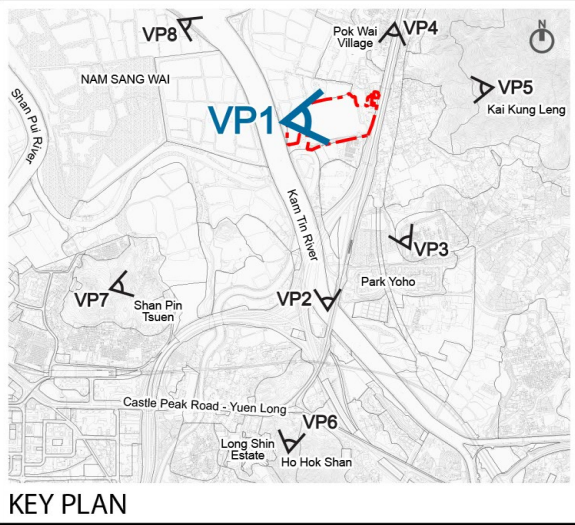 VP8
Pok Wai
Village
VP4
N
NAM SANG WAI
VP5
Kai Kung Leng
Shan Pui River
VP1
Kam Tin River
VP3
Park Yoho
VP2
VP7
Shan Pin
Tsuen
Castle Peak Road - Yuen Long
VP6
Long Shin
Estate
Ho Hok Shan
KEY PLAN